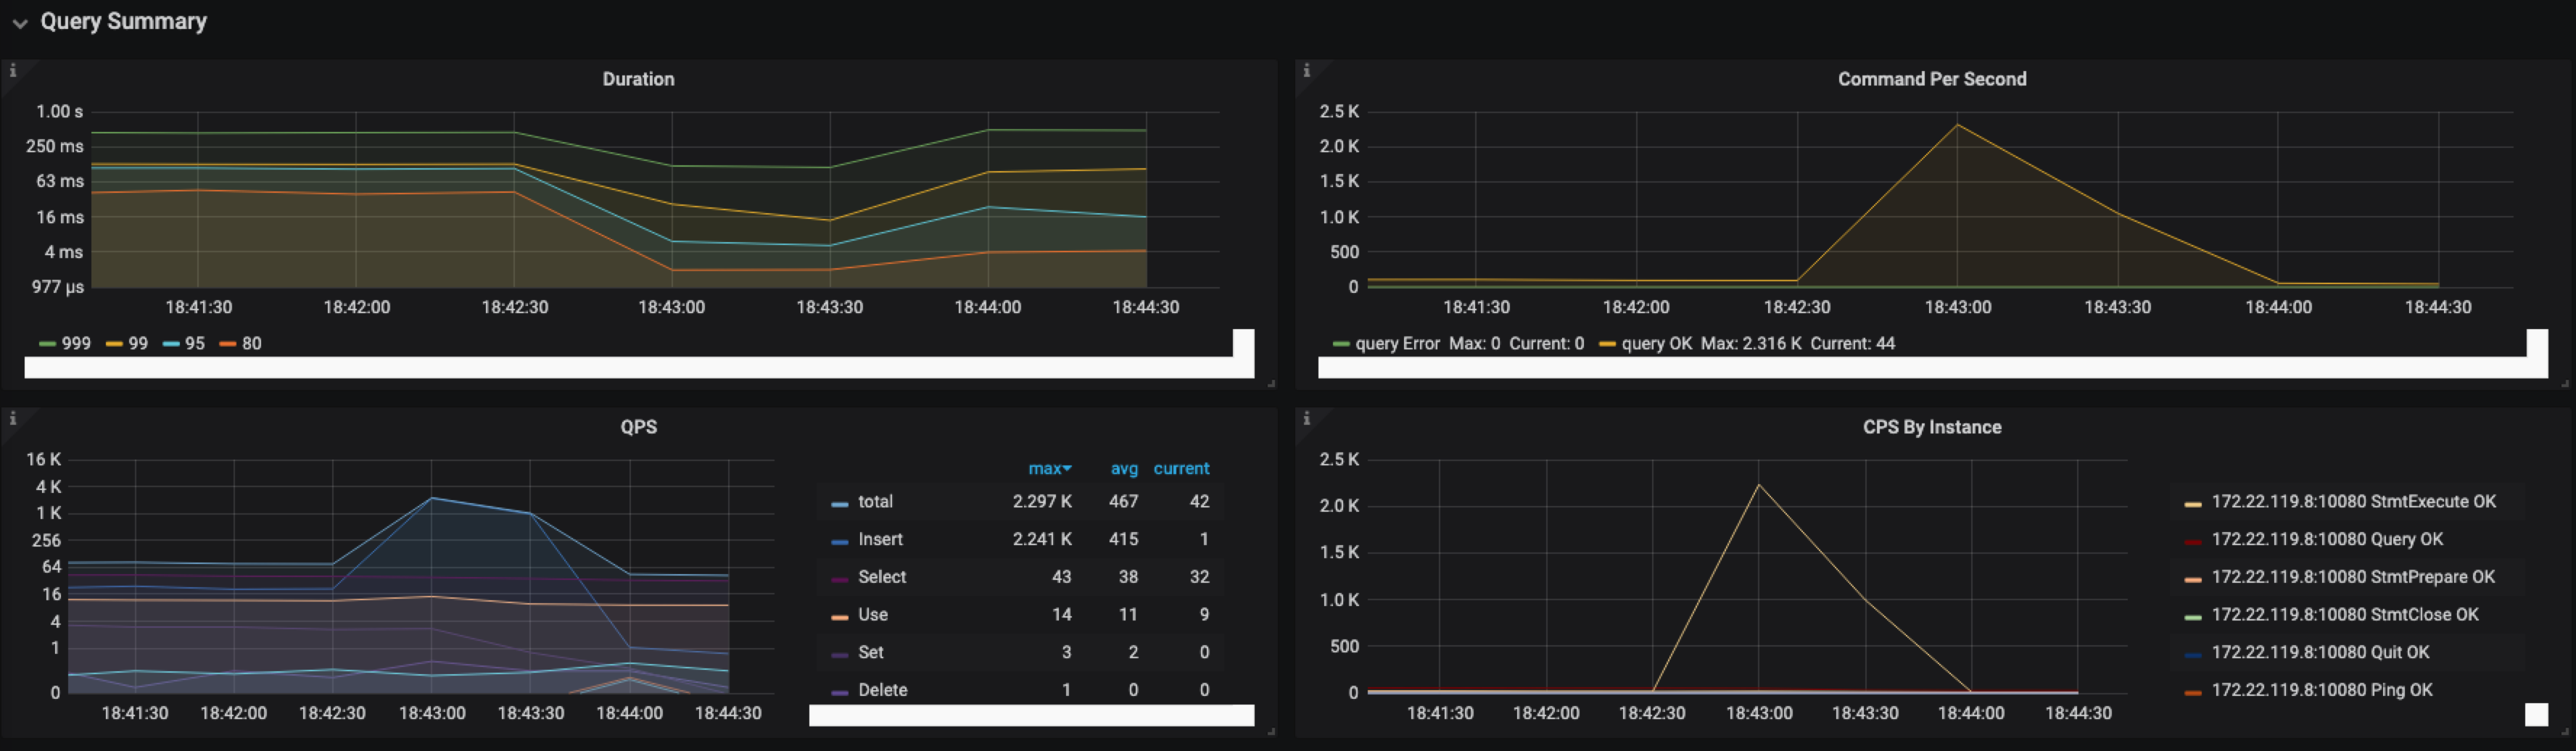 Query Summary
Duration
1.00 s
250 ms
63 ms
16 ms
4 ms
977 µs
18:41:30 18:42:00 18:42:30 18:43:00 18:43:30 18:44:00 18:44:30
999 99 95 80
Command Per Second
2.5 K
2.0 K
1.5 K
1.0 K
500
0
18:41:30 18:42:00 18:42:30 18:43:00 18:43:30 18:44:00 18:44:30
query Error Max: 0 Current: 0 query OK Max: 2.316 K Current: 44
QPS
16 K
4 K
1 K
256
64
16
4
1
0
18:41:30 18:42:00 18:42:30 18:43:00 18:43:30 18:44:00 18:44:30
max avg current
total 2.297 K 467 42
Insert 2.241 K 415 1
Select 43 38 32
Use 14 11 9
Set 3 2 0
Delete 1 0 0
CPS By Instance
2.5 K
2.0 K
1.5 K
1.0 K
500
0
18:41:30 18:42:00 18:42:30 18:43:00 18:43:30 18:44:00 18:44:30
172.22.119.8:10080 StmtExecute OK
172.22.119.8:10080 Query OK
172.22.119.8:10080 StmtPrepare OK
172.22.119.8:10080 StmtClose OK
172.22.119.8:10080 Quit OK
172.22.119.8:10080 Ping OK